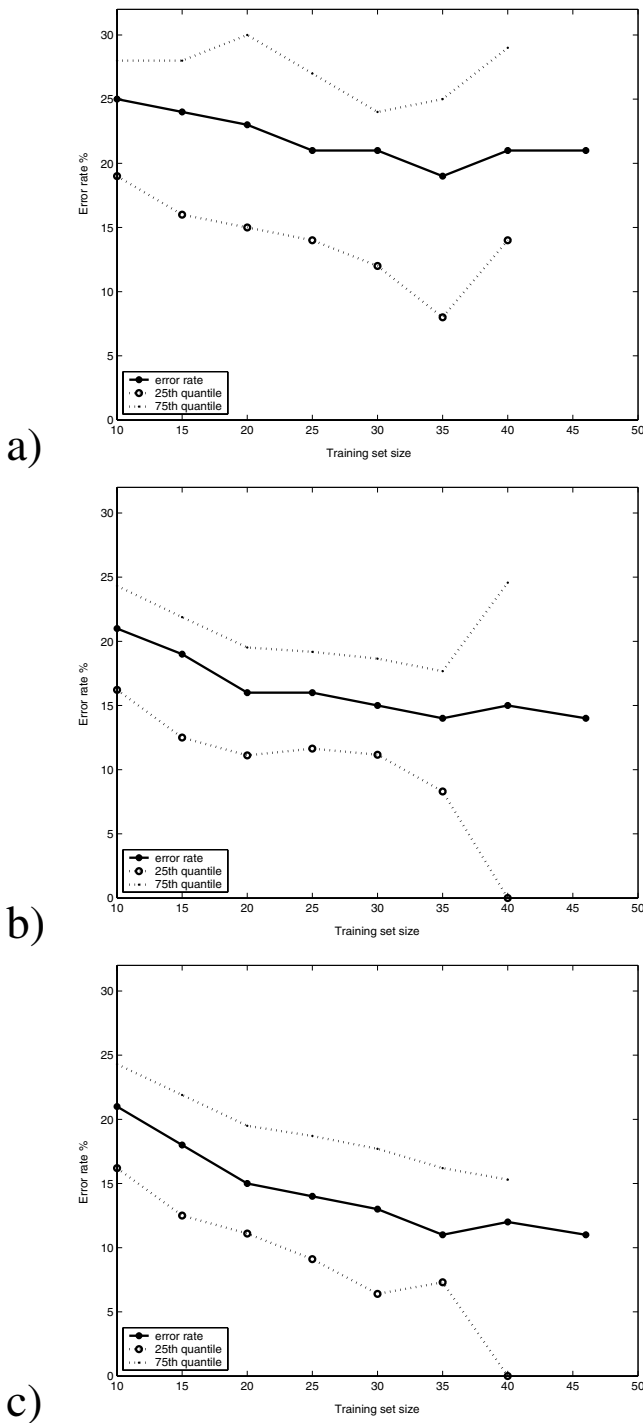 30
25
20
15
10
5
0
Error rate %
error rate
25th quantile
75th quantile
10 15 20 25 30 35 40 45 50
Training set size
a)
30
25
20
15
10
5
0
Error rate %
error rate
25th quantile
75th quantile
10 15 20 25 30 35 40 45 50
Training set size
b)
30
25
20
15
10
5
0
Error rate %
error rate
25th quantile
75th quantile
10 15 20 25 30 35 40 45 50
Training set size
c)